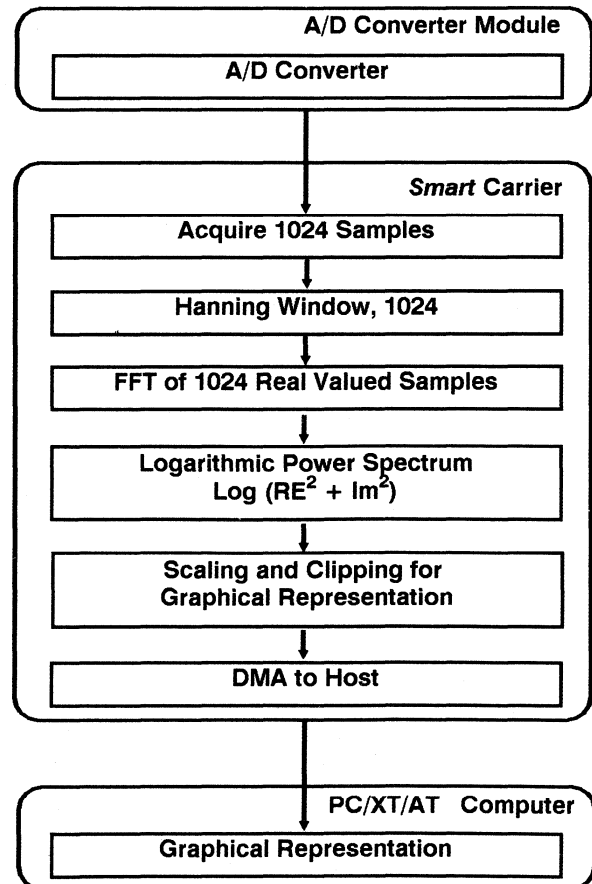 A/D Converter Module
A/D Converter
Smart Carrier
Acquire 1024 Samples
Hanning Window, 1024
FFT of 1024 Real Valued Samples
Logarithmic Power Spectrum
Log (RE² + Im²)
Scaling and Clipping for
Graphical Representation
DMA to Host
PC/XT/AT Computer
Graphical Representation